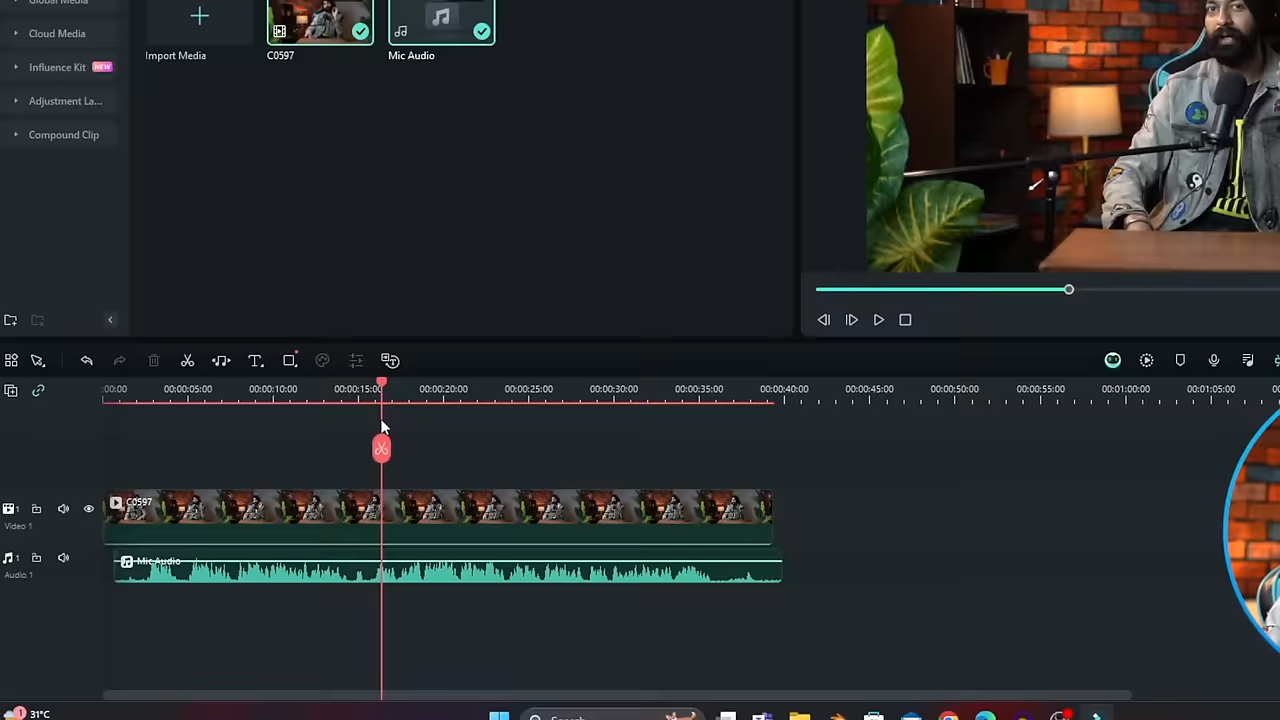 Global Media
Cloud Media
Influence Kit NEW
Adjustment La...
Compound Clip
Import Media
C0597
Mic Audio
:00:00
00:00:05:00
00:00:10:00
00:00:15:00
00:00:20:00
00:00:25:00
00:00:30:00
00:00:35:00
00:00:40:00
00:00:45:00
00:00:50:00
00:00:55:00
00:01:00:00
00:01:05:00
C0597
1
Video 1
Mic Audio
1
Audio 1
1
31°C
Search